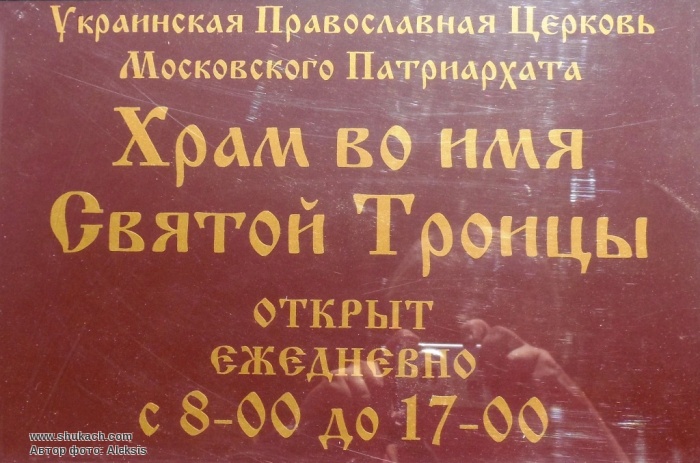 Украинская Православная Церковь
Московского Патриархата
Храм во имя
Святой Троицы
открыт
ежедневно
с 8-00 до 17-00
www.shukach.com
Автор фото: Aleksis